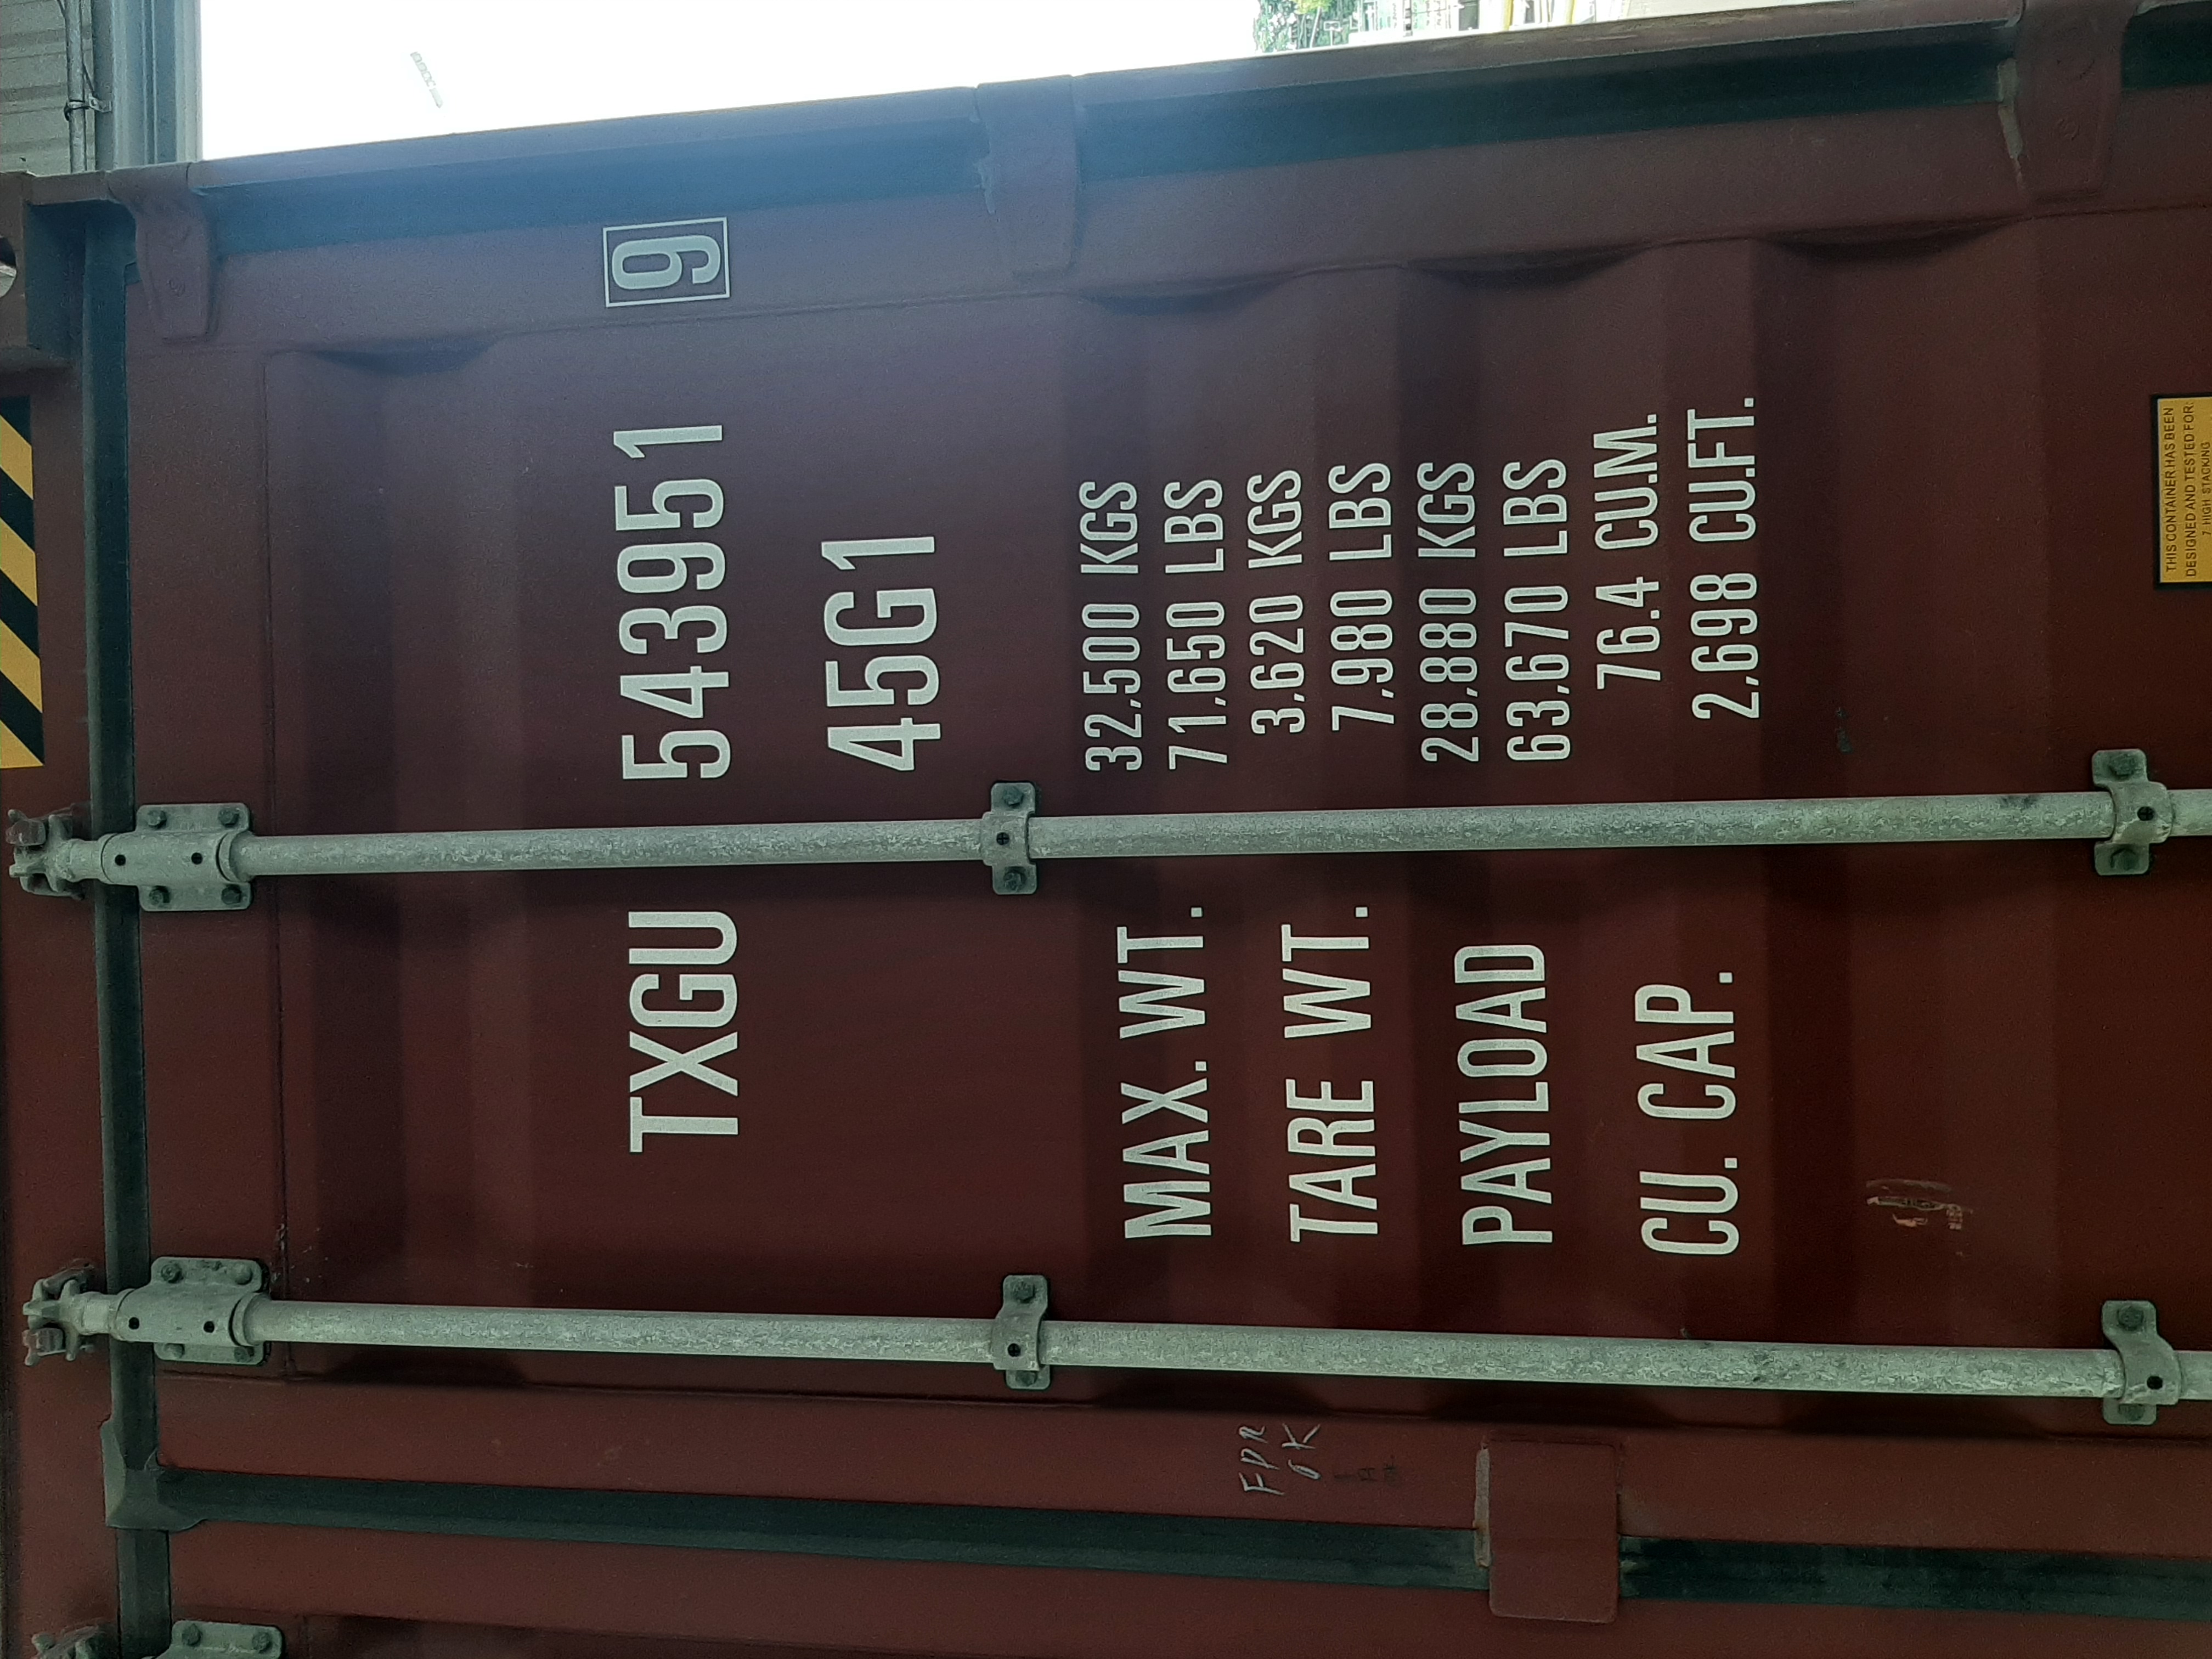 TXGU 543951 9
45G1
MAX. WT. 32,500 KGS
71,650 LBS
TARE WT. 3,620 KGS
7,980 LBS
PAYLOAD 28,880 KGS
63,670 LBS
CU. CAP. 76.4 CU.M.
2,698 CU.FT.
THIS CONTAINER HAS BEEN
DESIGNED AND TESTED FOR:
7 HIGH STACKING
FDR
OK